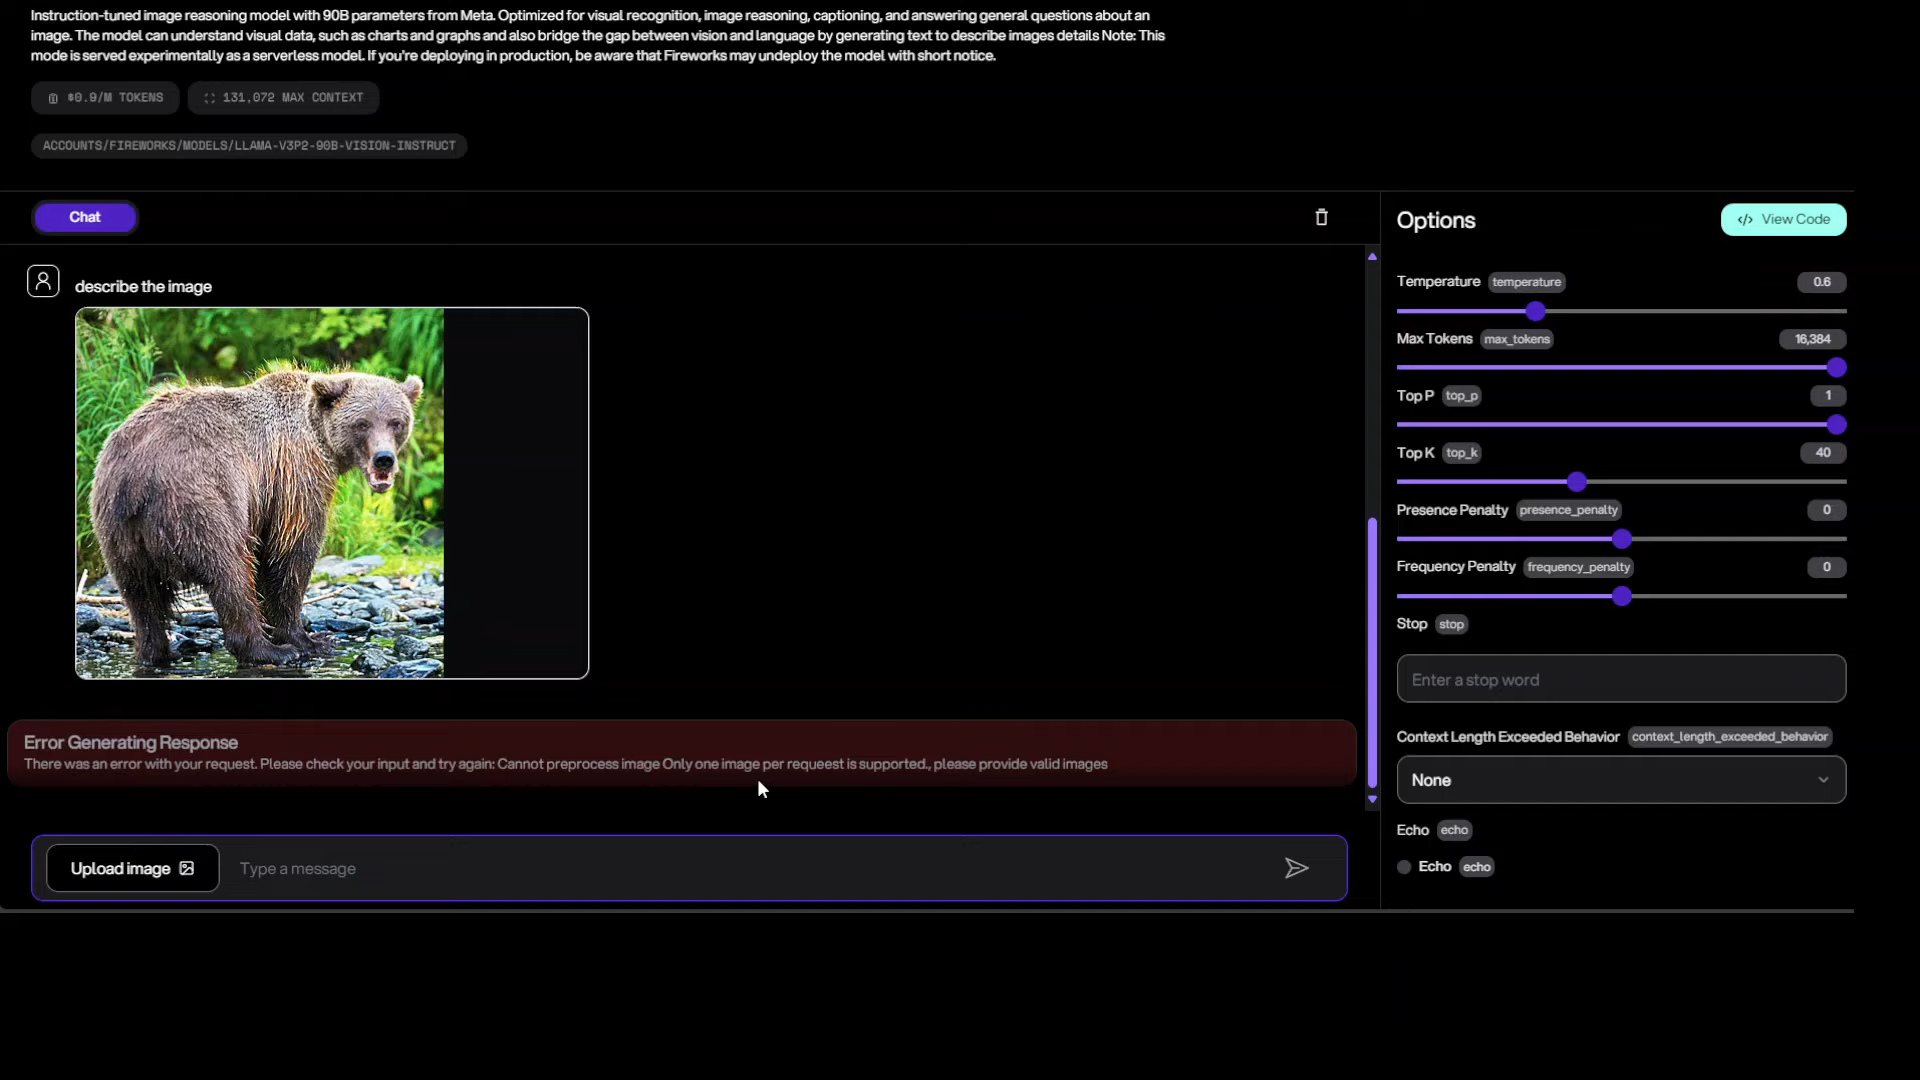 Instruction-tuned image reasoning model with 90B parameters from Meta. Optimized for visual recognition, image reasoning, captioning, and answering general questions about an
image. The model can understand visual data, such as charts and graphs and also bridge the gap between vision and language by generating text to describe images details Note: This
mode is served experimentally as a serverless model. If you're deploying in production, be aware that Fireworks may undeploy the model with short notice.
$0.9/M TOKENS
131,072 MAX CONTEXT
ACCOUNTS/FIREWORKS/MODELS/LLAMA-V3P2-90B-VISION-INSTRUCT
Chat
describe the image
Error Generating Response
There was an error with your request. Please check your input and try again: Cannot preprocess image Only one image per requeest is supported., please provide valid images
Upload image
Type a message
Options
</> View Code
Temperature temperature 0.6
Max Tokens max_tokens 16,384
Top P top_p 1
Top K top_k 40
Presence Penalty presence_penalty 0
Frequency Penalty frequency_penalty 0
Stop stop
Enter a stop word
Context Length Exceeded Behavior context_length_exceeded_behavior
None
Echo echo
Echo echo